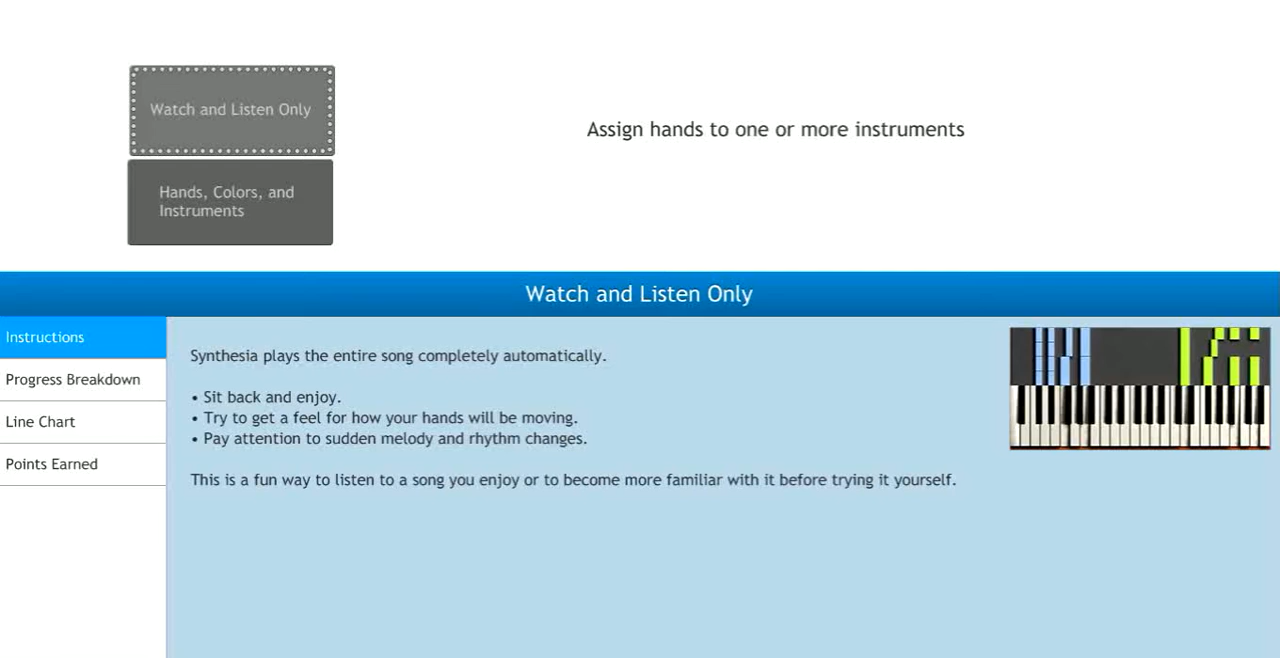 Watch and Listen Only
Assign hands to one or more instruments
Hands, Colors, and
Instruments
Watch and Listen Only
Instructions
Progress Breakdown
Line Chart
Points Earned
Synthesia plays the entire song completely automatically.
• Sit back and enjoy.
• Try to get a feel for how your hands will be moving.
• Pay attention to sudden melody and rhythm changes.
This is a fun way to listen to a song you enjoy or to become more familiar with it before trying it yourself.